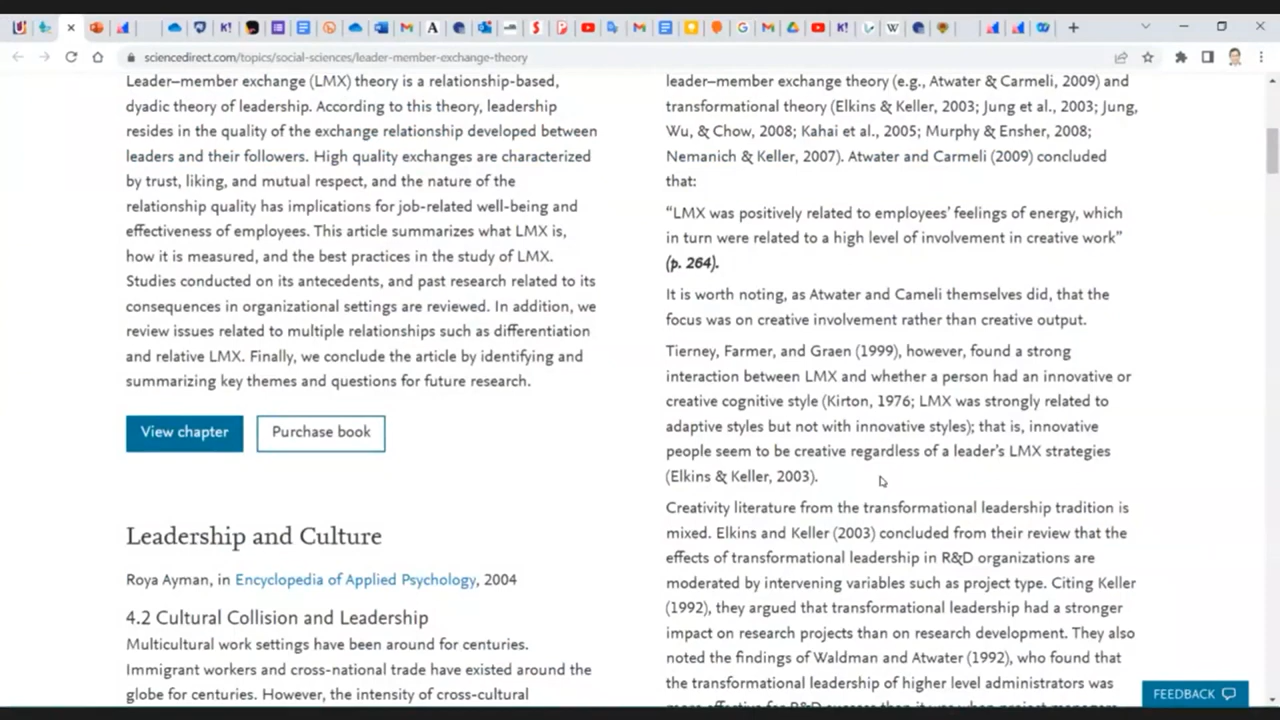 sciencedirect.com/topics/social-sciences/leader-member-exchange-theory
Leader–member exchange (LMX) theory is a relationship-based,
dyadic theory of leadership. According to this theory, leadership
resides in the quality of the exchange relationship developed between
leaders and their followers. High quality exchanges are characterized
by trust, liking, and mutual respect, and the nature of the
relationship quality has implications for job-related well-being and
effectiveness of employees. This article summarizes what LMX is,
how it is measured, and the best practices in the study of LMX.
Studies conducted on its antecedents, and past research related to its
consequences in organizational settings are reviewed. In addition, we
review issues related to multiple relationships such as differentiation
and relative LMX. Finally, we conclude the article by identifying and
summarizing key themes and questions for future research.
View chapter
Purchase book
Leadership and Culture
Roya Ayman, in Encyclopedia of Applied Psychology, 2004
4.2 Cultural Collision and Leadership
Multicultural work settings have been around for centuries.
Immigrant workers and cross-national trade have existed around the
globe for centuries. However, the intensity of cross-cultural
leader–member exchange theory (e.g., Atwater & Carmeli, 2009) and
transformational theory (Elkins & Keller, 2003; Jung et al., 2003; Jung,
Wu, & Chow, 2008; Kahai et al., 2005; Murphy & Ensher, 2008;
Nemanich & Keller, 2007). Atwater and Carmeli (2009) concluded
that:
“LMX was positively related to employees’ feelings of energy, which
in turn were related to a high level of involvement in creative work”
(p. 264).
It is worth noting, as Atwater and Cameli themselves did, that the
focus was on creative involvement rather than creative output.
Tierney, Farmer, and Graen (1999), however, found a strong
interaction between LMX and whether a person had an innovative or
creative cognitive style (Kirton, 1976; LMX was strongly related to
adaptive styles but not with innovative styles); that is, innovative
people seem to be creative regardless of a leader’s LMX strategies
(Elkins & Keller, 2003).
Creativity literature from the transformational leadership tradition is
mixed. Elkins and Keller (2003) concluded from their review that the
effects of transformational leadership in R&D organizations are
moderated by intervening variables such as project type. Citing Keller
(1992), they argued that transformational leadership had a stronger
impact on research projects than on research development. They also
noted the findings of Waldman and Atwater (1992), who found that
the transformational leadership of higher level administrators was
FEEDBACK